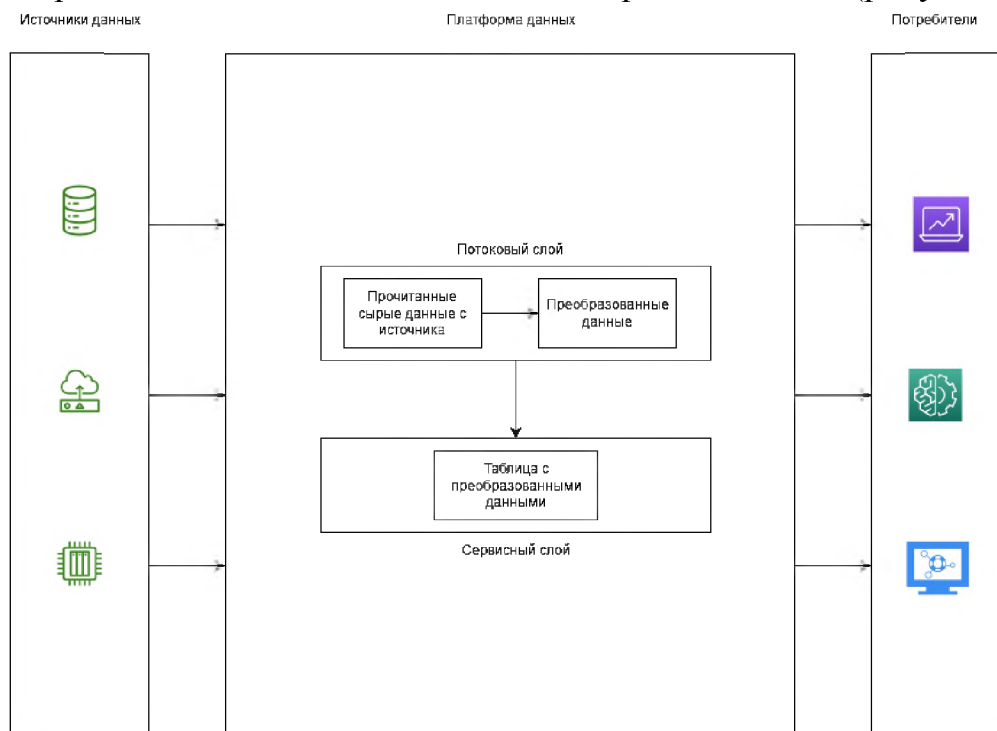 Источники данных
Платформа данных
Потребители
Потоковый слой
Прочитанные
сырые данные с
источника
Преобразованные
данные
Таблица с
преобразованными
данными
Сервисный слой